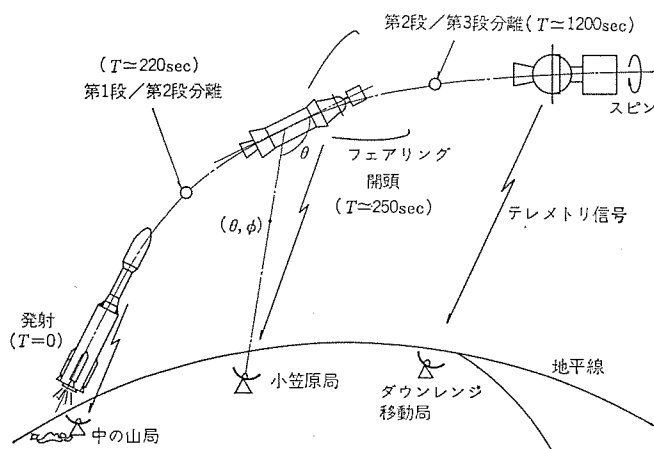 第2段／第3段分離(T≃1200sec)
(T≃220sec)
第1段／第2段分離
スピン
θ
フェアリング
開頭
(T≃250sec)
テレメトリ信号
(θ,ϕ)
発射
(T=0)
地平線
小笠原局
ダウンレンジ
移動局
中の山局